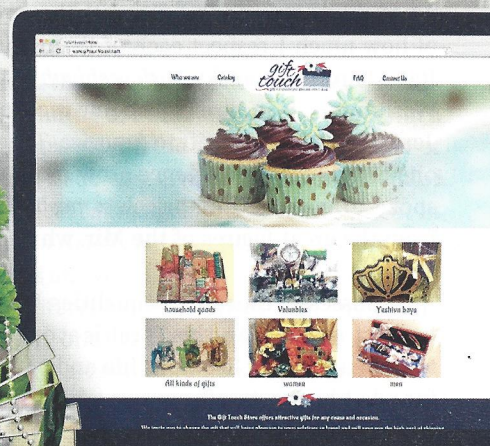 Who we are
Catalog
gift
touch
FAQ
Contact Us
household goods
Valuables
Yeshiva boys
All kinds of gifts
women
men
The Gift Touch Store offers attractive gifts for any cause and occasion.